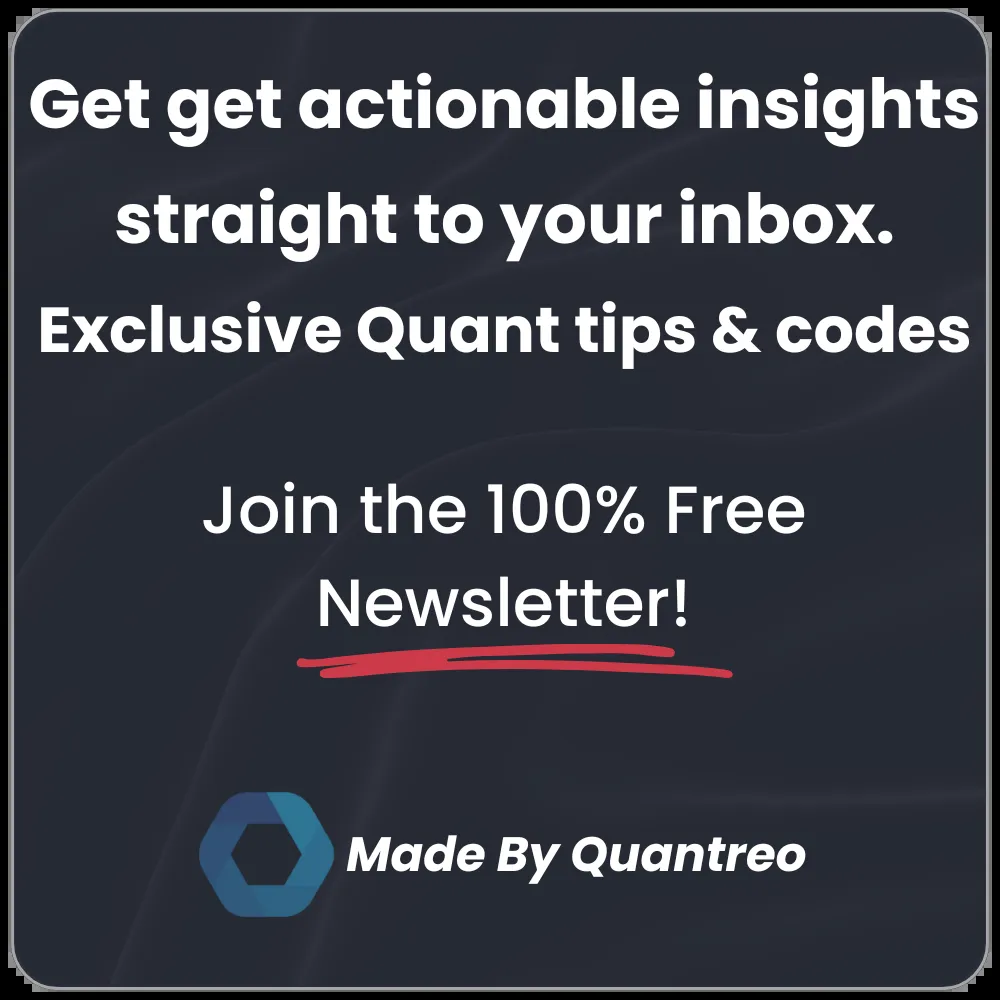 Get get actionable insights
straight to your inbox.
Exclusive Quant tips & codes
Join the 100% Free
Newsletter!
Made By Quantreo